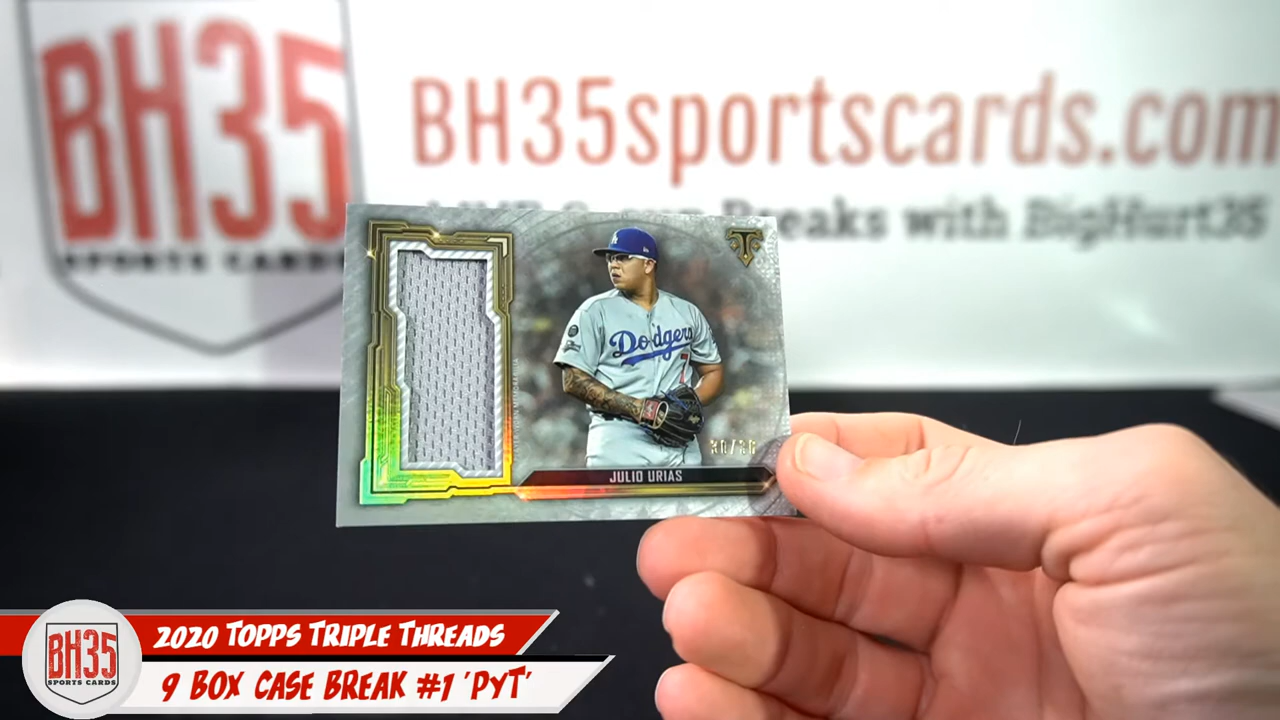 BH35
SPORTS CARDS
BH35sportscards.com
Breaks with BigHurt35
Dodgers
7
JULIO URIAS
BH35
SPORTS CARDS
2020 TOPPS TRIPLE THREADS
9 BOX CASE BREAK #1 'PYT'